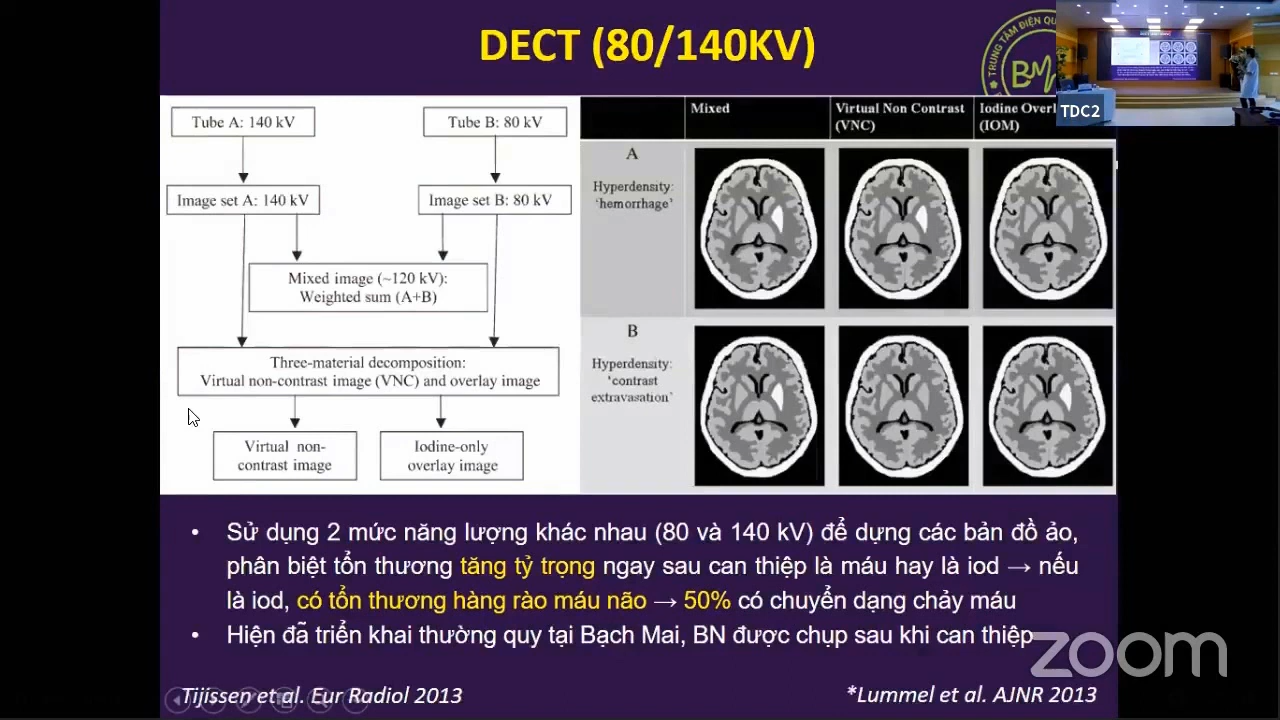 DECT (80/140KV)
TRUNG TÂM ĐIỆN QU
BM
TDC2
Tube A: 140 kV
Tube B: 80 kV
Image set A: 140 kV
Image set B: 80 kV
Mixed image (~120 kV):
Weighted sum (A+B)
Three-material decomposition:
Virtual non-contrast image (VNC) and overlay image
Virtual non-
contrast image
Iodine-only
overlay image
Mixed
Virtual Non Contrast
(VNC)
Iodine Overl
(IOM)
A
Hyperdensity:
‘hemorrhage’
B
Hyperdensity:
‘contrast
extravasation’
• Sử dụng 2 mức năng lượng khác nhau (80 và 140 kV) để dựng các bản đồ ảo,
phân biệt tổn thương tăng tỷ trọng ngay sau can thiệp là máu hay là iod → nếu
là iod, có tổn thương hàng rào máu não → 50% có chuyển dạng chảy máu
• Hiện đã triển khai thường quy tại Bạch Mai, BN được chụp sau khi can thiệp
zoom
Tijissen et al. Eur Radiol 2013
*Lummel et al. AJNR 2013